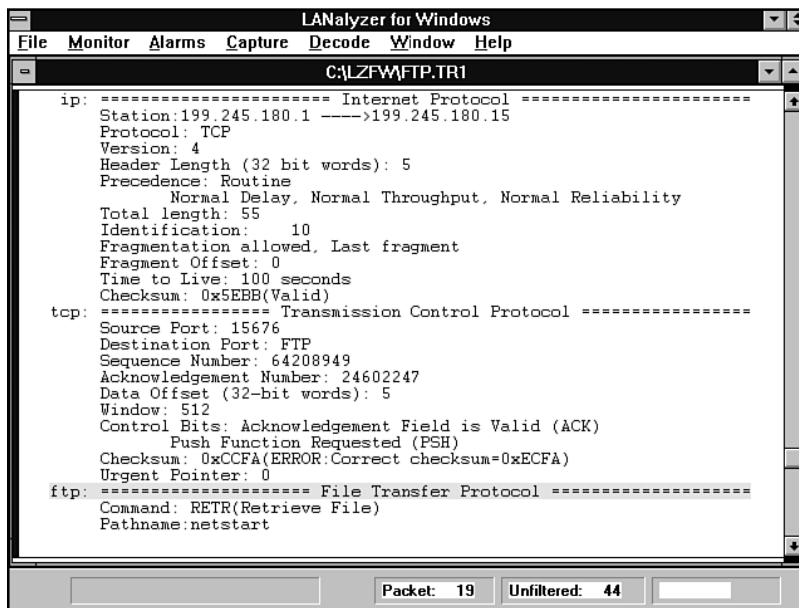 LANalyzer for Windows
File Monitor Alarms Capture Decode Window Help
C:\LZFW\FTP.TR1
ip: ======================= Internet Protocol =======================
Station:199.245.180.1 ---->199.245.180.15
Protocol: TCP
Version: 4
Header Length (32 bit words): 5
Precedence: Routine
Normal Delay, Normal Throughput, Normal Reliability
Total length: 55
Identification: 10
Fragmentation allowed, Last fragment
Fragment Offset: 0
Time to Live: 100 seconds
Checksum: 0x5EBB(Valid)
tcp: ================= Transmission Control Protocol =================
Source Port: 15676
Destination Port: FTP
Sequence Number: 64208949
Acknowledgement Number: 24602247
Data Offset (32-bit words): 5
Window: 512
Control Bits: Acknowledgement Field is Valid (ACK)
Push Function Requested (PSH)
Checksum: 0xCCFA(ERROR:Correct checksum=0xECFA)
Urgent Pointer: 0
ftp: ===================== File Transfer Protocol ====================
Command: RETR(Retrieve File)
Pathname:netstart
Packet: 19 Unfiltered: 44